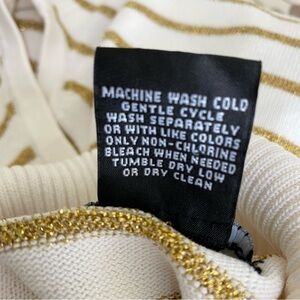 MACHINE WASH COLD
GENTLE CYCLE
WASH SEPARATELY
OR WITH LIKE COLORS
ONLY NON-CHLORINE
BLEACH WHEN NEEDED
TUMBLE DRY LOW
OR DRY CLEAN